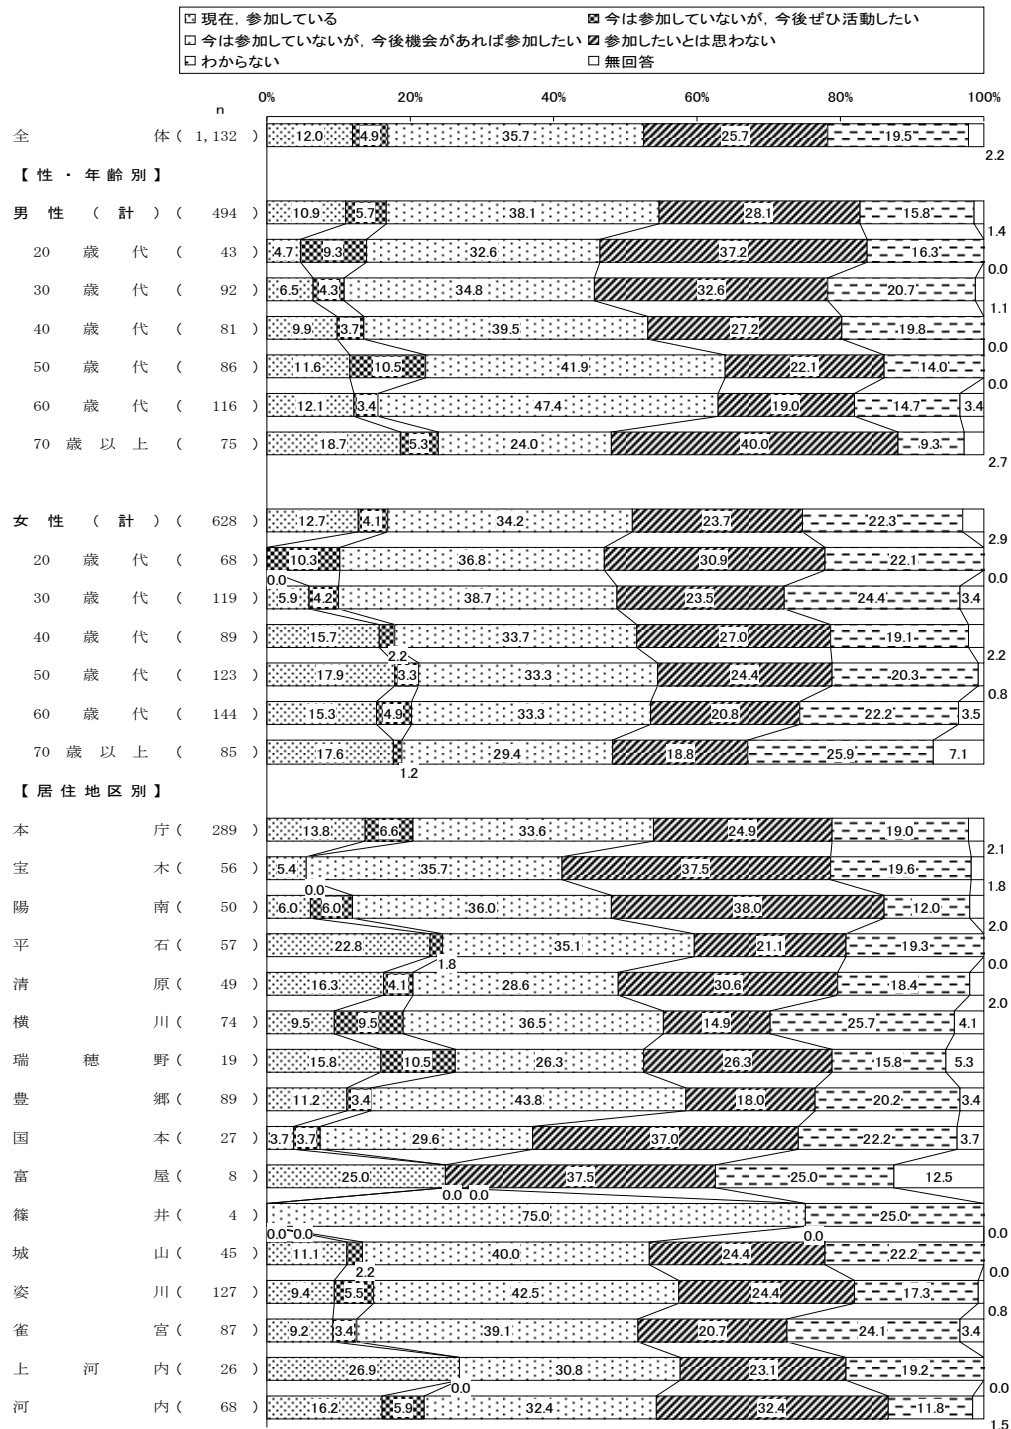 現在，参加している 今は参加していないが，今後ぜひ活動したい
今は参加していないが，今後機会があれば参加したい 参加したいとは思わない
わからない 無回答
n 0% 20% 40% 60% 80% 100%
全体 ( 1,132 ) 12.0 4.9 35.7 25.7 19.5 2.2
【性・年齢別】
男性（計） ( 494 ) 10.9 5.7 38.1 28.1 15.8 1.4
20歳代 ( 43 ) 4.7 9.3 32.6 37.2 16.3 0.0
30歳代 ( 92 ) 6.5 4.3 34.8 32.6 20.7 1.1
40歳代 ( 81 ) 9.9 3.7 39.5 27.2 19.8 0.0
50歳代 ( 86 ) 11.6 10.5 41.9 22.1 14.0 0.0
60歳代 ( 116 ) 12.1 3.4 47.4 19.0 14.7 3.4
70歳以上 ( 75 ) 18.7 5.3 24.0 40.0 9.3 2.7
女性（計） ( 628 ) 12.7 4.1 34.2 23.7 22.3 2.9
20歳代 ( 68 ) 0.0 10.3 36.8 30.9 22.1 0.0
30歳代 ( 119 ) 5.9 4.2 38.7 23.5 24.4 3.4
40歳代 ( 89 ) 15.7 2.2 33.7 27.0 19.1 2.2
50歳代 ( 123 ) 17.9 3.3 33.3 24.4 20.3 0.8
60歳代 ( 144 ) 15.3 4.9 33.3 20.8 22.2 3.5
70歳以上 ( 85 ) 17.6 1.2 29.4 18.8 25.9 7.1
【居住地区別】
本庁 ( 289 ) 13.8 6.6 33.6 24.9 19.0 2.1
宝木 ( 56 ) 5.4 0.0 35.7 37.5 19.6 1.8
陽南 ( 50 ) 6.0 6.0 36.0 38.0 12.0 2.0
平石 ( 57 ) 22.8 1.8 35.1 21.1 19.3 0.0
清原 ( 49 ) 16.3 4.1 28.6 30.6 18.4 2.0
横川 ( 74 ) 9.5 9.5 36.5 14.9 25.7 4.1
瑞穂野 ( 19 ) 15.8 10.5 26.3 26.3 15.8 5.3
豊郷 ( 89 ) 11.2 3.4 43.8 18.0 20.2 3.4
国本 ( 27 ) 3.7 3.7 29.6 37.0 22.2 3.7
富屋 ( 8 ) 25.0 0.0 0.0 37.5 25.0 12.5
篠井 ( 4 ) 0.0 0.0 75.0 0.0 25.0 0.0
城山 ( 45 ) 11.1 2.2 40.0 24.4 22.2 0.0
姿川 ( 127 ) 9.4 5.5 42.5 24.4 17.3 0.8
雀宮 ( 87 ) 9.2 3.4 39.1 20.7 24.1 3.4
上河内 ( 26 ) 26.9 0.0 30.8 23.1 19.2 0.0
河内 ( 68 ) 16.2 5.9 32.4 32.4 11.8 1.5